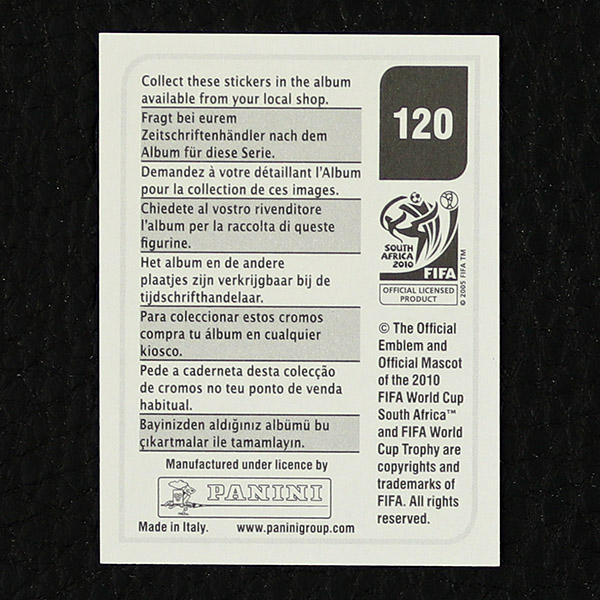 Collect these stickers in the album
available from your local shop.
Fragt bei eurem
Zeitschriftenhändler nach dem
Album für diese Serie.
Demandez à votre détaillant l'Album
pour la collection de ces images.
Chiedete al vostro rivenditore
l'album per la raccolta di queste
figurine.
Het album en de andere
plaatjes zijn verkrijgbaar bij de
tijdschrifthandelaar.
Para coleccionar estos cromos
compra tu álbum en cualquier
kiosco.
Pede a caderneta desta colecção
de cromos no teu ponto de venda
habitual.
Bayinizden aldığınız albümü bu
çıkartmalar ile tamamlayın.
Manufactured under licence by
PANINI
Made in Italy. www.paninigroup.com
120
SOUTH
AFRICA
2010
FIFA
OFFICIAL LICENSED
PRODUCT
© 2005 FIFA TM
© The Official
Emblem and
Official Mascot
of the 2010
FIFA World Cup
South Africa™
and FIFA World
Cup Trophy are
copyrights and
trademarks of
FIFA. All rights
reserved.